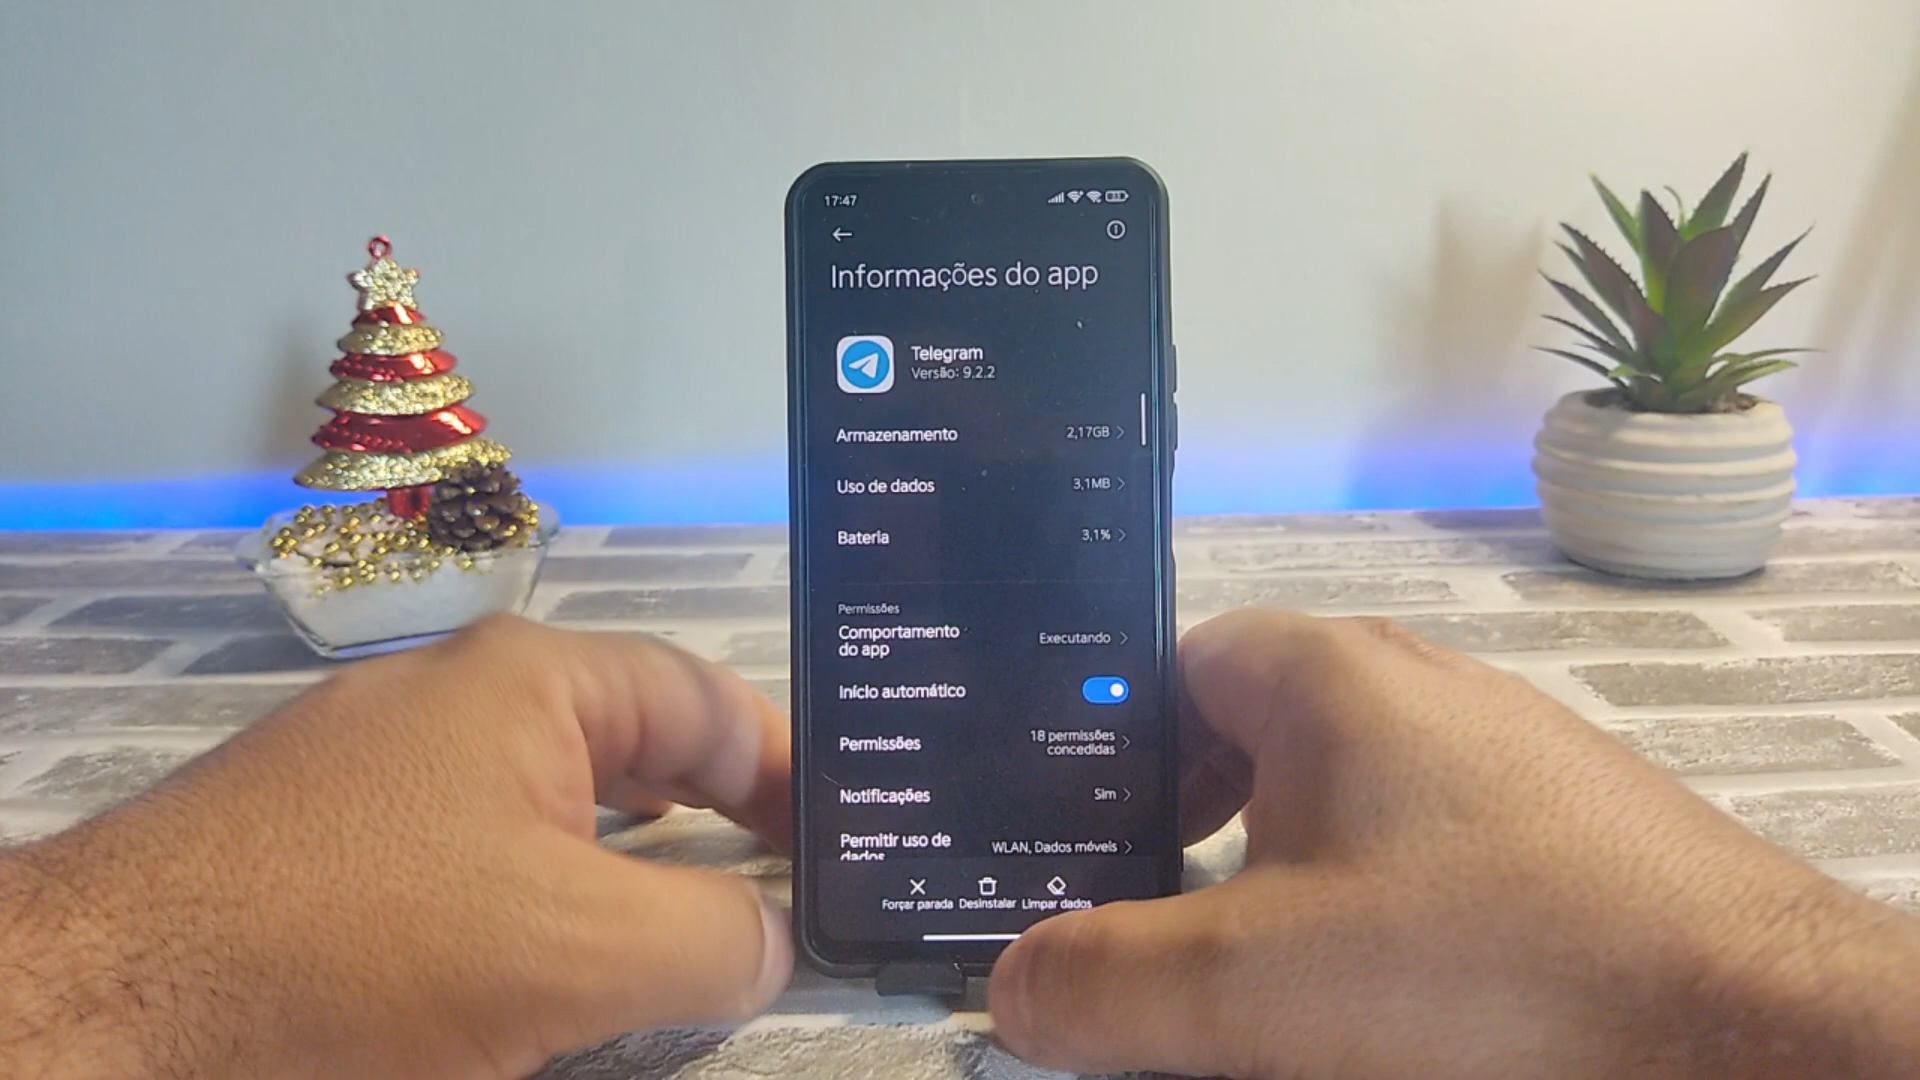 17:47
33
Informações do app
Telegram
Versão: 9.2.2
Armazenamento
2,17GB
Uso de dados
3,1MB
Bateria
3,1%
Permissões
Comportamento
do app
Executando
Início automático
Permissões
18 permissões
concedidas
Notificações
Sim
Permitir uso de
dados
WLAN, Dados móveis
Forçar parada
Desinstalar
Limpar dados